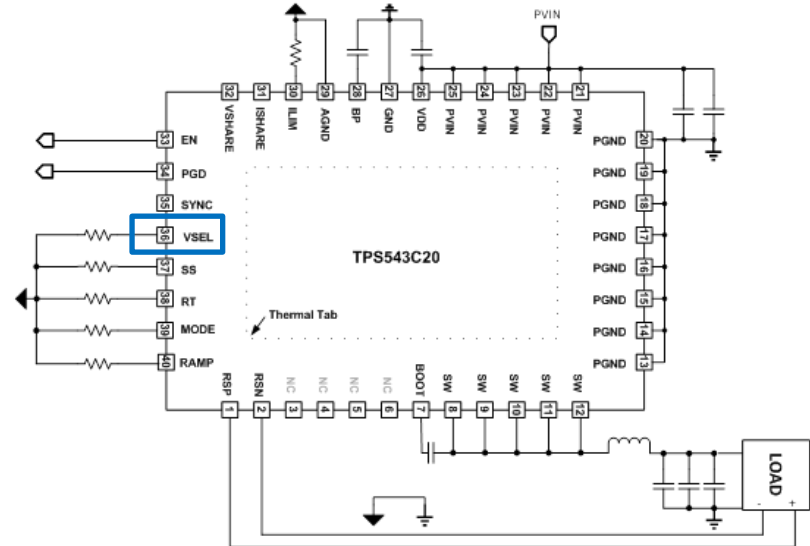 PVIN
32 31 30 29 28 27 26 25 24 23 22 21
VSHARE ISHARE ILIM AGND BP GND VDD PVIN PVIN PVIN PVIN PVIN
33 EN
34 PGD
35 SYNC
36 VSEL
37 SS
38 RT
39 MODE
40 RAMP
PGND 20
PGND 19
PGND 18
PGND 17
PGND 16
PGND 15
PGND 14
PGND 13
TPS543C20
Thermal Tab
RSP RSN NC NC NC NC BOOT SW SW SW SW SW
1 2 3 4 5 6 7 8 9 10 11 12
LOAD
- +